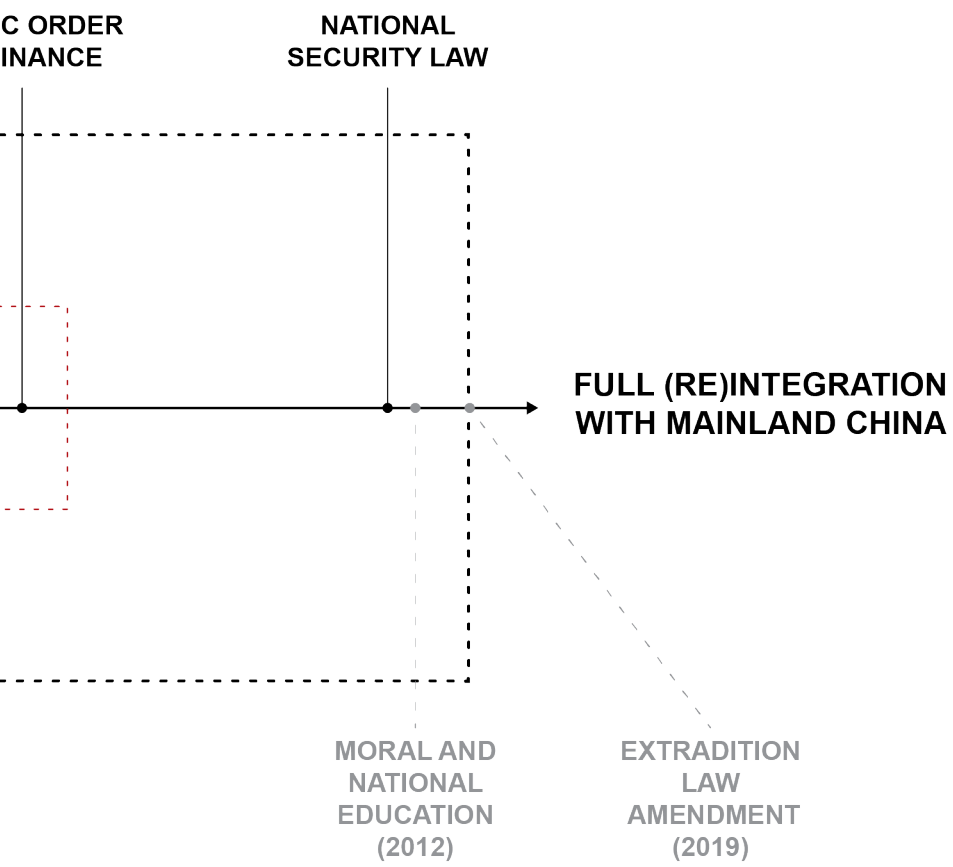 C ORDER
INANCE
NATIONAL
SECURITY LAW
FULL (RE)INTEGRATION
WITH MAINLAND CHINA
MORAL AND
NATIONAL
EDUCATION
(2012)
EXTRADITION
LAW
AMENDMENT
(2019)